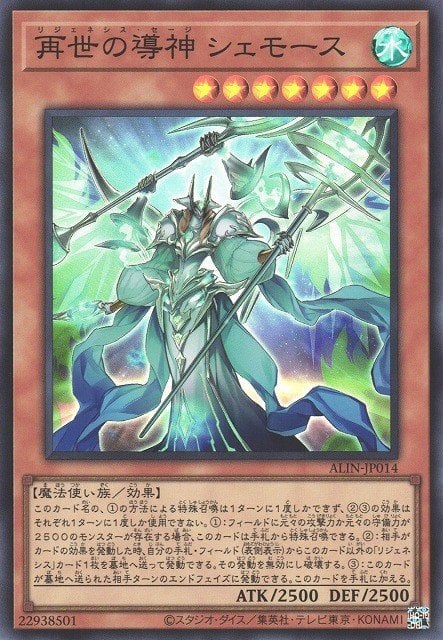 リジェネシス・セージ
再世の導神 シェモース
水
ALIN-JP014
【魔法使い族／効果】
このカード名の、①の方法による特殊召喚は1ターンに1度しかできず、②③の効果は
それぞれ1ターンに1度しか使用できない。①：フィールドに元々の攻撃力か元々の守備力が
2500のモンスターが存在する場合、このカードは手札から特殊召喚できる。②：相手が
カードの効果を発動した時、自分の手札・フィールド(表側表示)からこのカード以外の「リジェネ
シス」カード1枚を墓地へ送って発動できる。その発動を無効にし破壊する。③：このカード
が墓地へ送られた相手ターンのエンドフェイズに発動できる。このカードを手札に加える。
ATK/2500 DEF/2500
22938501 ©スタジオ・ダイス／集英社・テレビ東京・KONAMI